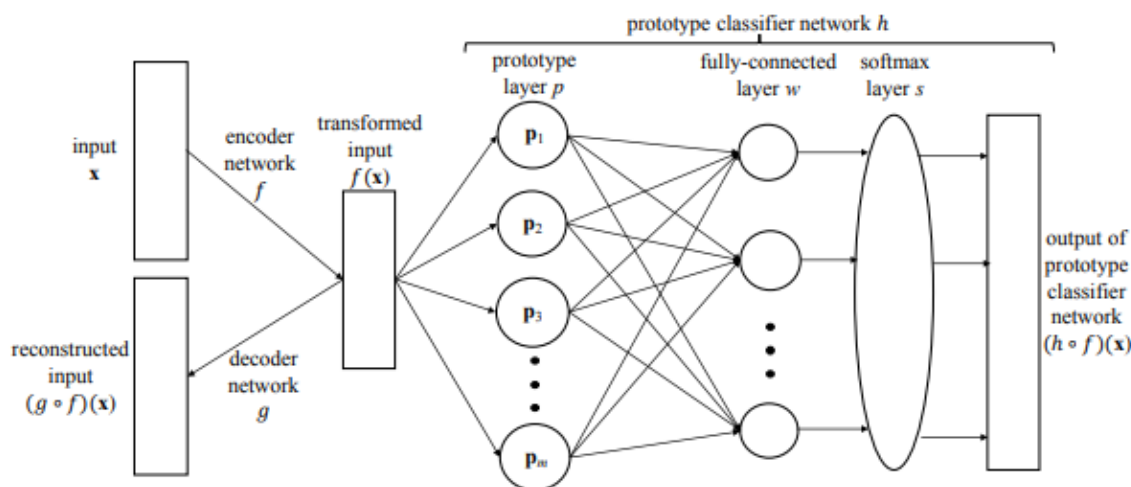 prototype classifier network h
prototype
layer p
fully-connected
layer w
softmax
layer s
input
x
encoder
network
f
transformed
input
f(x)
p1
p2
p3
pm
reconstructed
input
(g ∘ f)(x)
decoder
network
g
output of
prototype
classifier
network
(h ∘ f)(x)